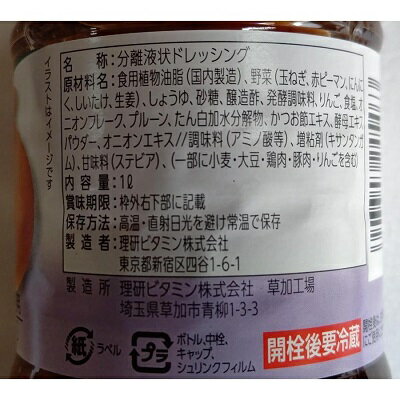 イラストはイメージです
名称:分離液状ドレッシング
原材料名:食用植物油脂(国内製造)、野菜(玉ねぎ、赤ピーマン、にんに
く、しいたけ、生姜)、しょうゆ、砂糖、醸造酢、発酵調味料、りんご、食塩、オ
ニオンフレーク、プルーン、たん白加水分解物、かつお節エキス、酵母エキス
パウダー、オニオンエキス//調味料(アミノ酸等)、増粘剤(キサンタンガ
ム)、甘味料(ステビア)、(一部に小麦・大豆・鶏肉・豚肉・りんごを含む)
内容量:1ℓ
賞味期限:枠外右下部に記載
保存方法:高温・直射日光を避け常温で保存
製造者:理研ビタミン株式会社
東京都新宿区四谷1-6-1
製造所 理研ビタミン株式会社 草加工場
埼玉県草加市青柳1-3-3
紙 ラベル
プラ ボトル、中栓、
キャップ、
シュリンクフィルム
開栓後要冷蔵